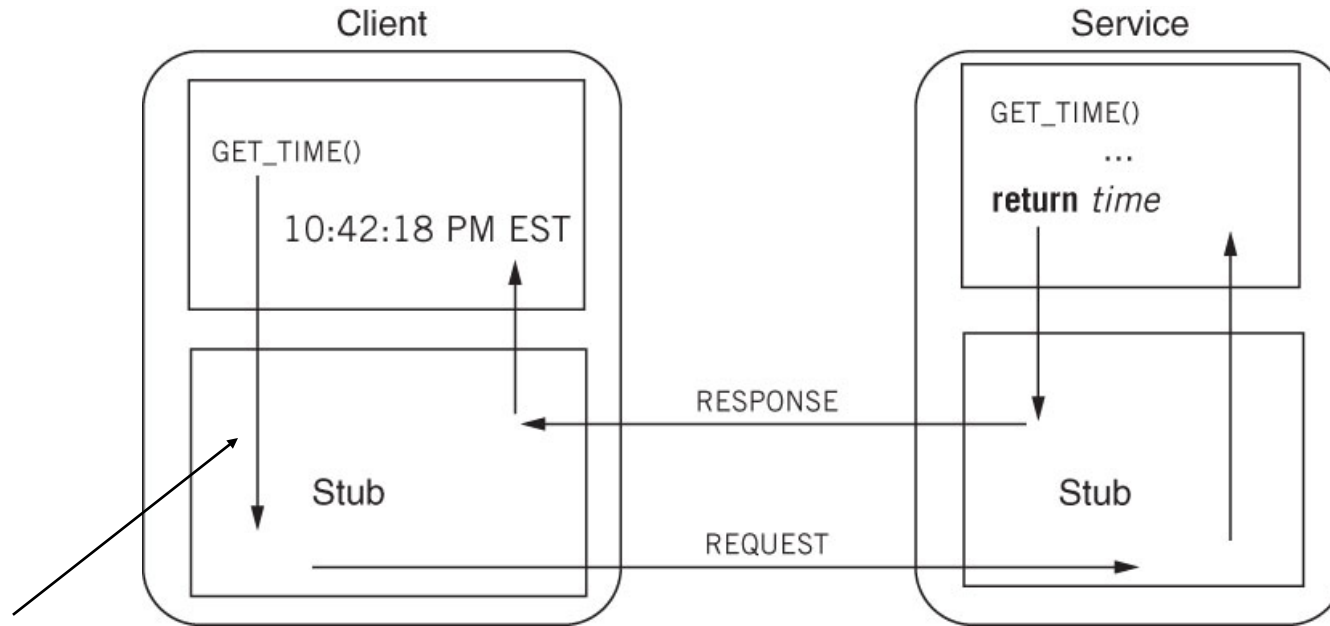 Client
Service
GET_TIME()
10:42:18 PM EST
GET_TIME()
...
return time
RESPONSE
Stub
Stub
REQUEST